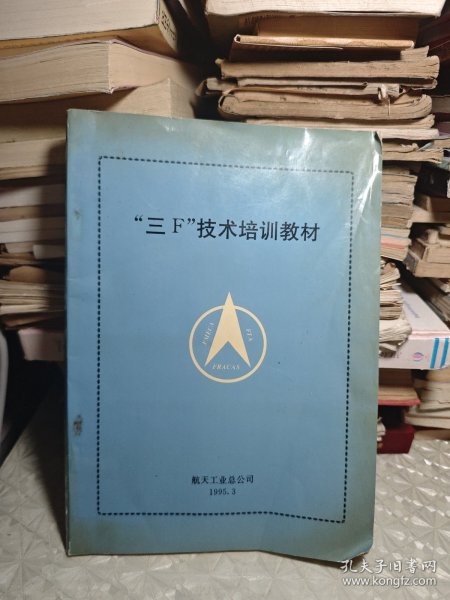 “三F”技术培训教材
FMECA
FTA
FRACAS
航天工业总公司
1995.3
孔夫子旧书网
www.kongfz.com